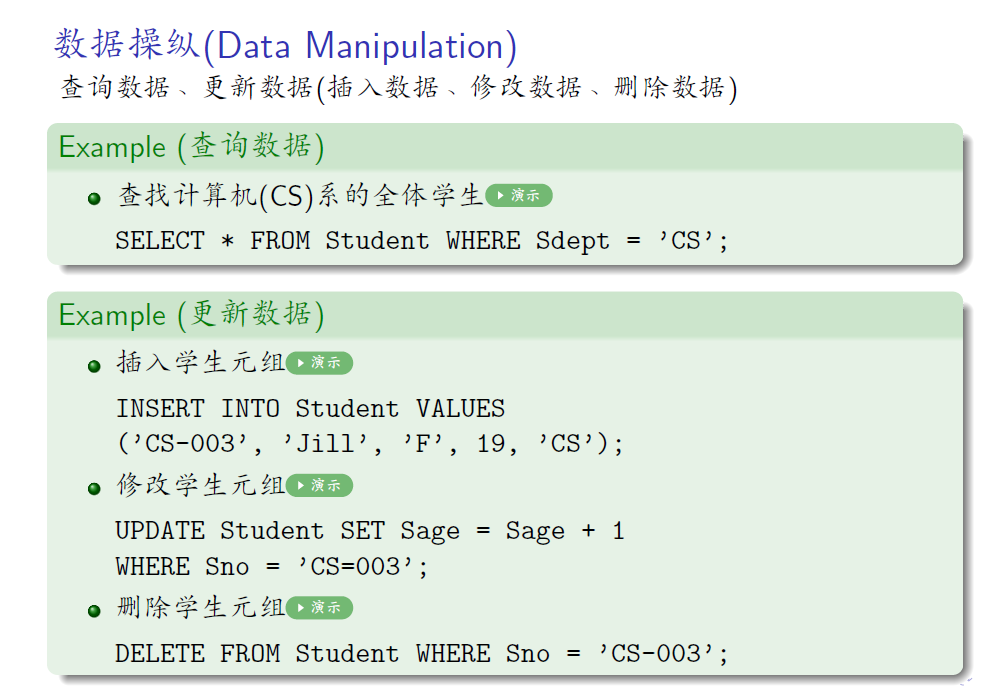 数据操纵(Data Manipulation)
查询数据、更新数据(插入数据、修改数据、删除数据)
Example (查询数据)
查找计算机(CS)系的全体学生 演示
SELECT * FROM Student WHERE Sdept = ’CS’;
Example (更新数据)
插入学生元组 演示
INSERT INTO Student VALUES
(’CS-003’, ’Jill’, ’F’, 19, ’CS’);
修改学生元组 演示
UPDATE Student SET Sage = Sage + 1
WHERE Sno = ’CS=003’;
删除学生元组 演示
DELETE FROM Student WHERE Sno = ’CS-003’;